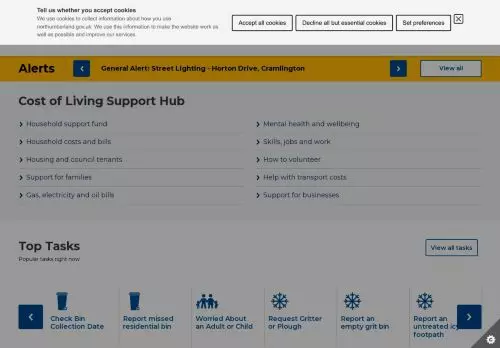 Tell us whether you accept cookies
We use cookies to collect information about how you use
northumberland.gov.uk. We use this information to make the website work as
well as possible and improve our services.
Accept all cookies
Decline all but essential cookies
Set preferences
Alerts
General Alert: Street Lighting - Horton Drive, Cramlington
View all
Cost of Living Support Hub
Household support fund
Mental health and wellbeing
Household costs and bills
Skills, jobs and work
Housing and council tenants
How to volunteer
Support for families
Help with transport costs
Gas, electricity and oil bills
Support for businesses
Top Tasks
View all tasks
Popular tasks right now
Check Bin
Collection Date
Report missed
residential bin
Worried About
an Adult or Child
Request Gritter
or Plough
Report an
empty grit bin
Report an
untreated icy
footpath